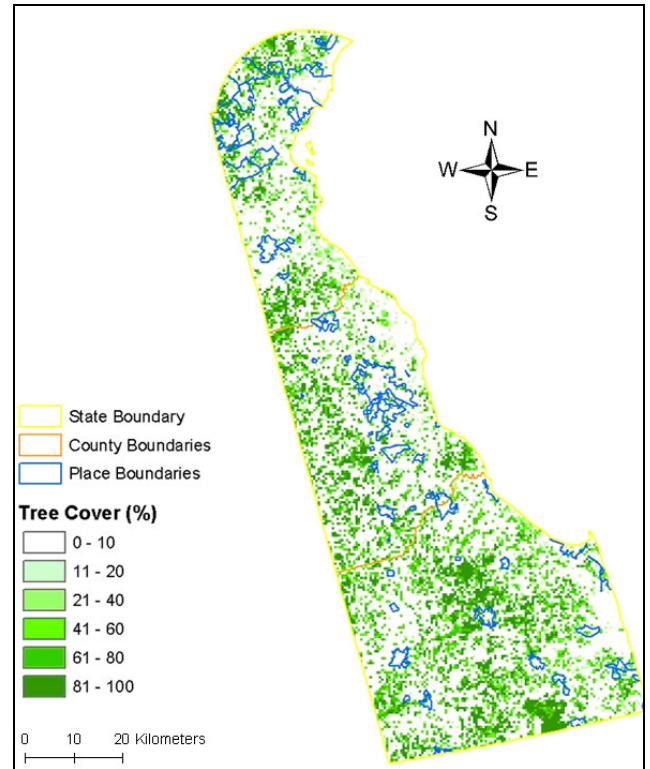 N
W E
S
State Boundary
County Boundaries
Place Boundaries
Tree Cover (%)
0 - 10
11 - 20
21 - 40
41 - 60
61 - 80
81 - 100
0 10 20 Kilometers